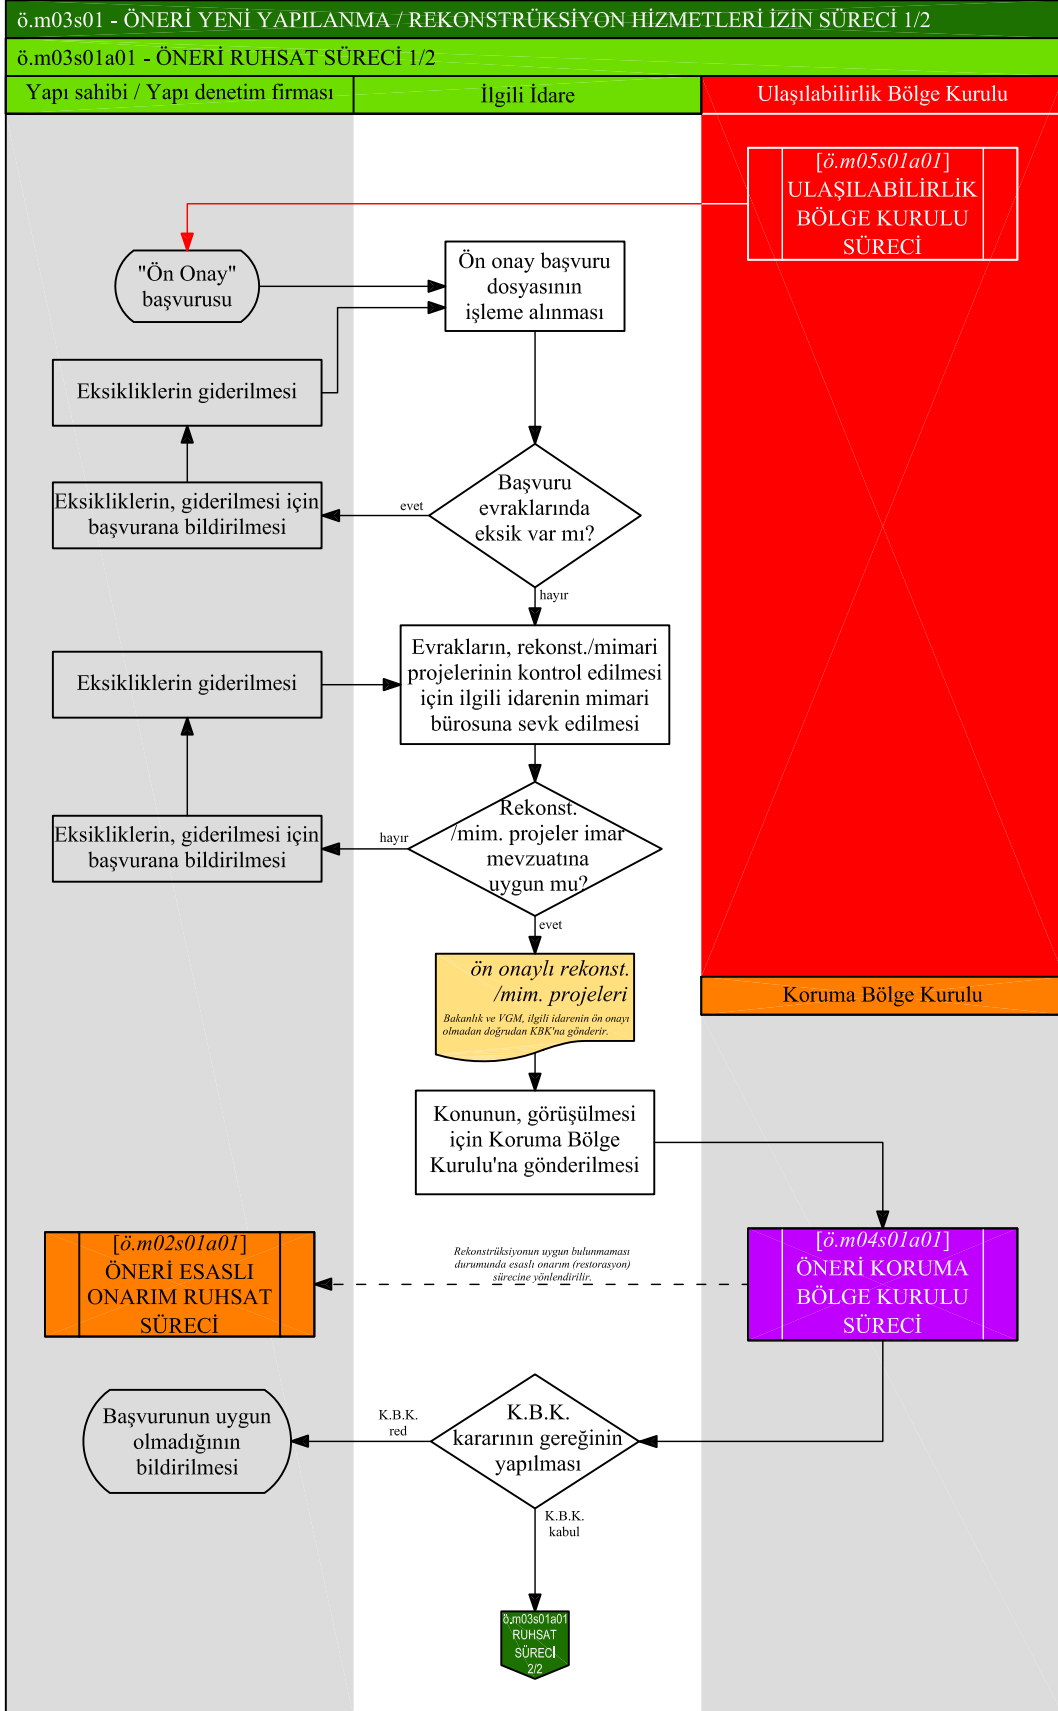 ö.m03s01 - ÖNERİ YENİ YAPILANMA / REKONSTRÜKSİYON HİZMETLERİ İZİN SÜRECİ 1/2
ö.m03s01a01 - ÖNERİ RUHSAT SÜRECİ 1/2
Yapı sahibi / Yapı denetim firması
İlgili İdare
Ulaşılabilirlik Bölge Kurulu
[ö.m05s01a01]
ULAŞILABİLİRLİK
BÖLGE KURULU
SÜRECİ
"Ön Onay"
başvurusu
Ön onay başvuru
dosyasının
işleme alınması
Eksikliklerin giderilmesi
Başvuru
evraklarında
eksik var mı?
evet
Eksikliklerin, giderilmesi için
başvurana bildirilmesi
hayır
Evrakların, rekonst./mimari
projelerinin kontrol edilmesi
için ilgili idarenin mimari
bürosuna sevk edilmesi
Eksikliklerin giderilmesi
Rekonst.
/mim. projeler imar
mevzuatına
uygun mu?
hayır
Eksikliklerin, giderilmesi için
başvurana bildirilmesi
evet
ön onaylı rekonst.
/mim. projeleri
Bakanlık ve VGM, ilgili idarenin ön onayı
olmadan doğrudan KBK'na gönderir.
Koruma Bölge Kurulu
Konunun, görüşülmesi
için Koruma Bölge
Kurulu'na gönderilmesi
[ö.m04s01a01]
ÖNERİ KORUMA
BÖLGE KURULU
SÜRECİ
Rekonstrüksiyonun uygun bulunmaması
durumunda esaslı onarım (restorasyon)
sürecine yönlendirilir.
[ö.m02s01a01]
ÖNERİ ESASLI
ONARIM RUHSAT
SÜRECİ
K.B.K.
kararının gereğinin
yapılması
K.B.K.
red
Başvurunun uygun
olmadığının
bildirilmesi
K.B.K.
kabul
ö.m03s01a01
RUHSAT
SÜRECİ
2/2